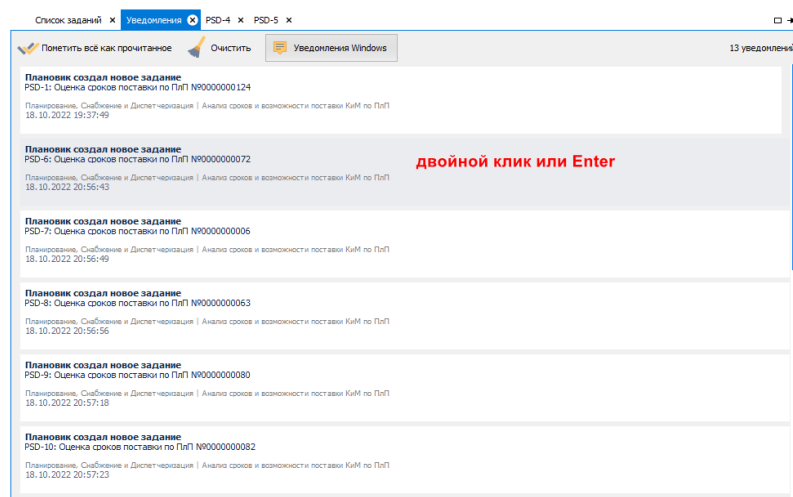 Список заданий × Уведомления × PSD-4 × PSD-5 ×
Пометить всё как прочитанное Очистить Уведомления Windows 13 уведомлений
Плановик создал новое задание
PSD-1: Оценка сроков поставки по ПлП №0000000124
Планирование, Снабжение и Диспетчеризация | Анализ сроков и возможности поставки КиМ по ПлП
18.10.2022 19:37:49
Плановик создал новое задание
PSD-6: Оценка сроков поставки по ПлП №0000000072
двойной клик или Enter
Планирование, Снабжение и Диспетчеризация | Анализ сроков и возможности поставки КиМ по ПлП
18.10.2022 20:56:43
Плановик создал новое задание
PSD-7: Оценка сроков поставки по ПлП №0000000006
Планирование, Снабжение и Диспетчеризация | Анализ сроков и возможности поставки КиМ по ПлП
18.10.2022 20:56:49
Плановик создал новое задание
PSD-8: Оценка сроков поставки по ПлП №0000000063
Планирование, Снабжение и Диспетчеризация | Анализ сроков и возможности поставки КиМ по ПлП
18.10.2022 20:56:56
Плановик создал новое задание
PSD-9: Оценка сроков поставки по ПлП №0000000080
Планирование, Снабжение и Диспетчеризация | Анализ сроков и возможности поставки КиМ по ПлП
18.10.2022 20:57:18
Плановик создал новое задание
PSD-10: Оценка сроков поставки по ПлП №0000000082
Планирование, Снабжение и Диспетчеризация | Анализ сроков и возможности поставки КиМ по ПлП
18.10.2022 20:57:23